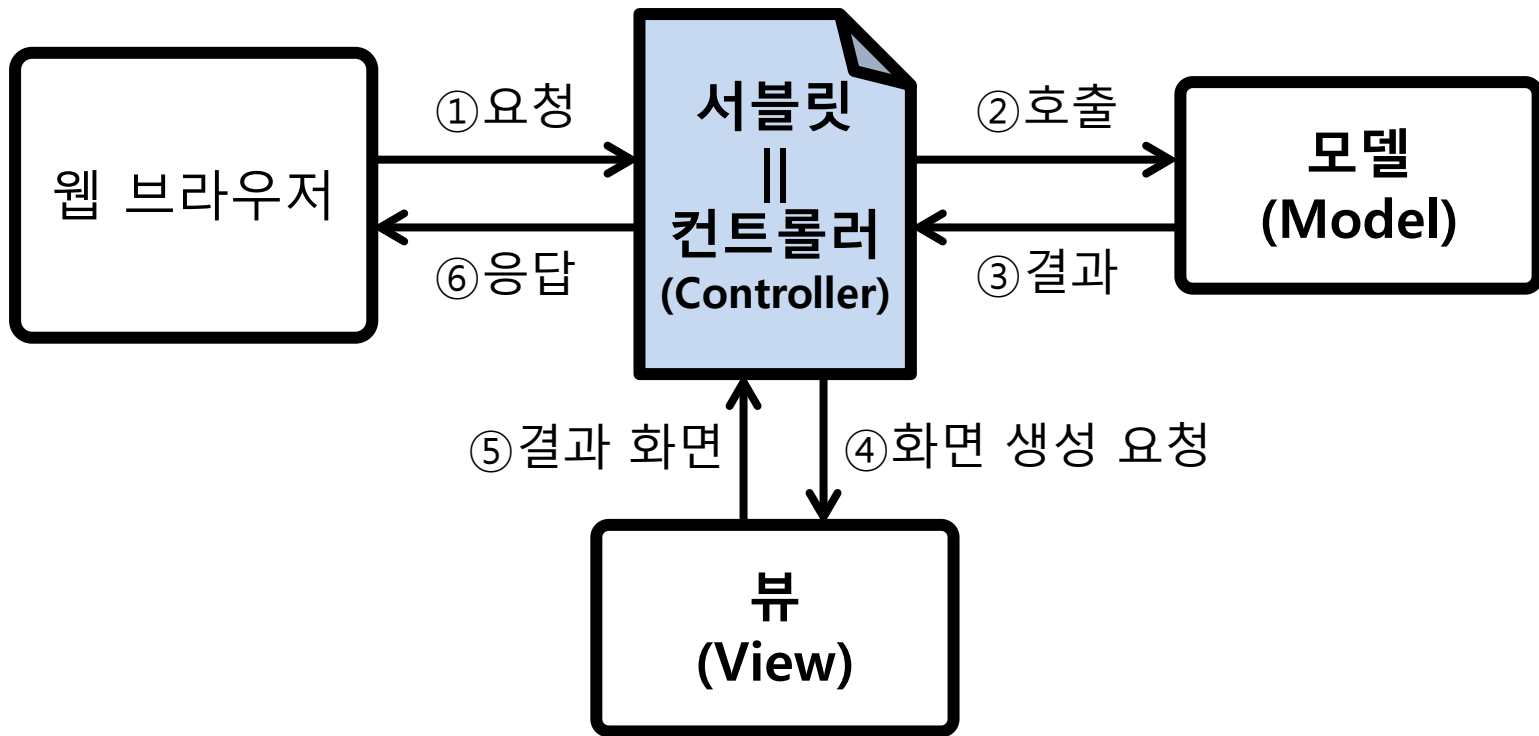 웹 브라우저
①요청
⑥응답
서블릿
||
컨트롤러
(Controller)
②호출
③결과
모델
(Model)
⑤결과 화면
④화면 생성 요청
뷰
(View)